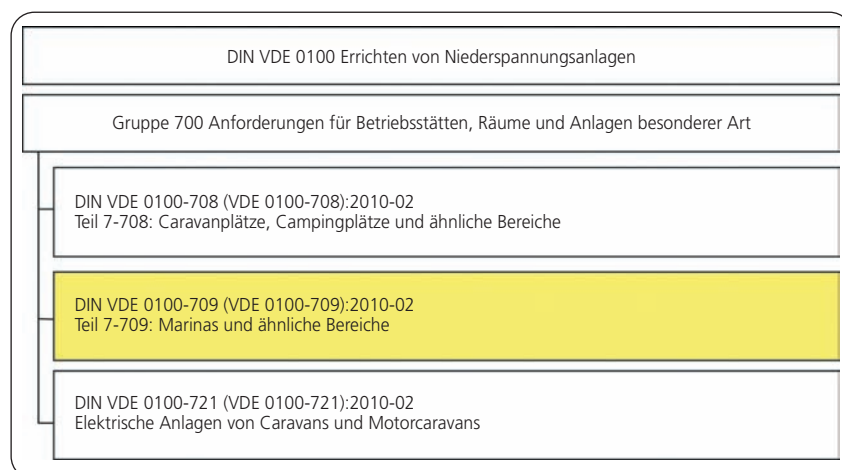 DIN VDE 0100 Errichten von Niederspannungsanlagen
Gruppe 700 Anforderungen für Betriebsstätten, Räume und Anlagen besonderer Art
DIN VDE 0100-708 (VDE 0100-708):2010-02
Teil 7-708: Caravanplätze, Campingplätze und ähnliche Bereiche
DIN VDE 0100-709 (VDE 0100-709):2010-02
Teil 7-709: Marinas und ähnliche Bereiche
DIN VDE 0100-721 (VDE 0100-721):2010-02
Elektrische Anlagen von Caravans und Motorcaravans